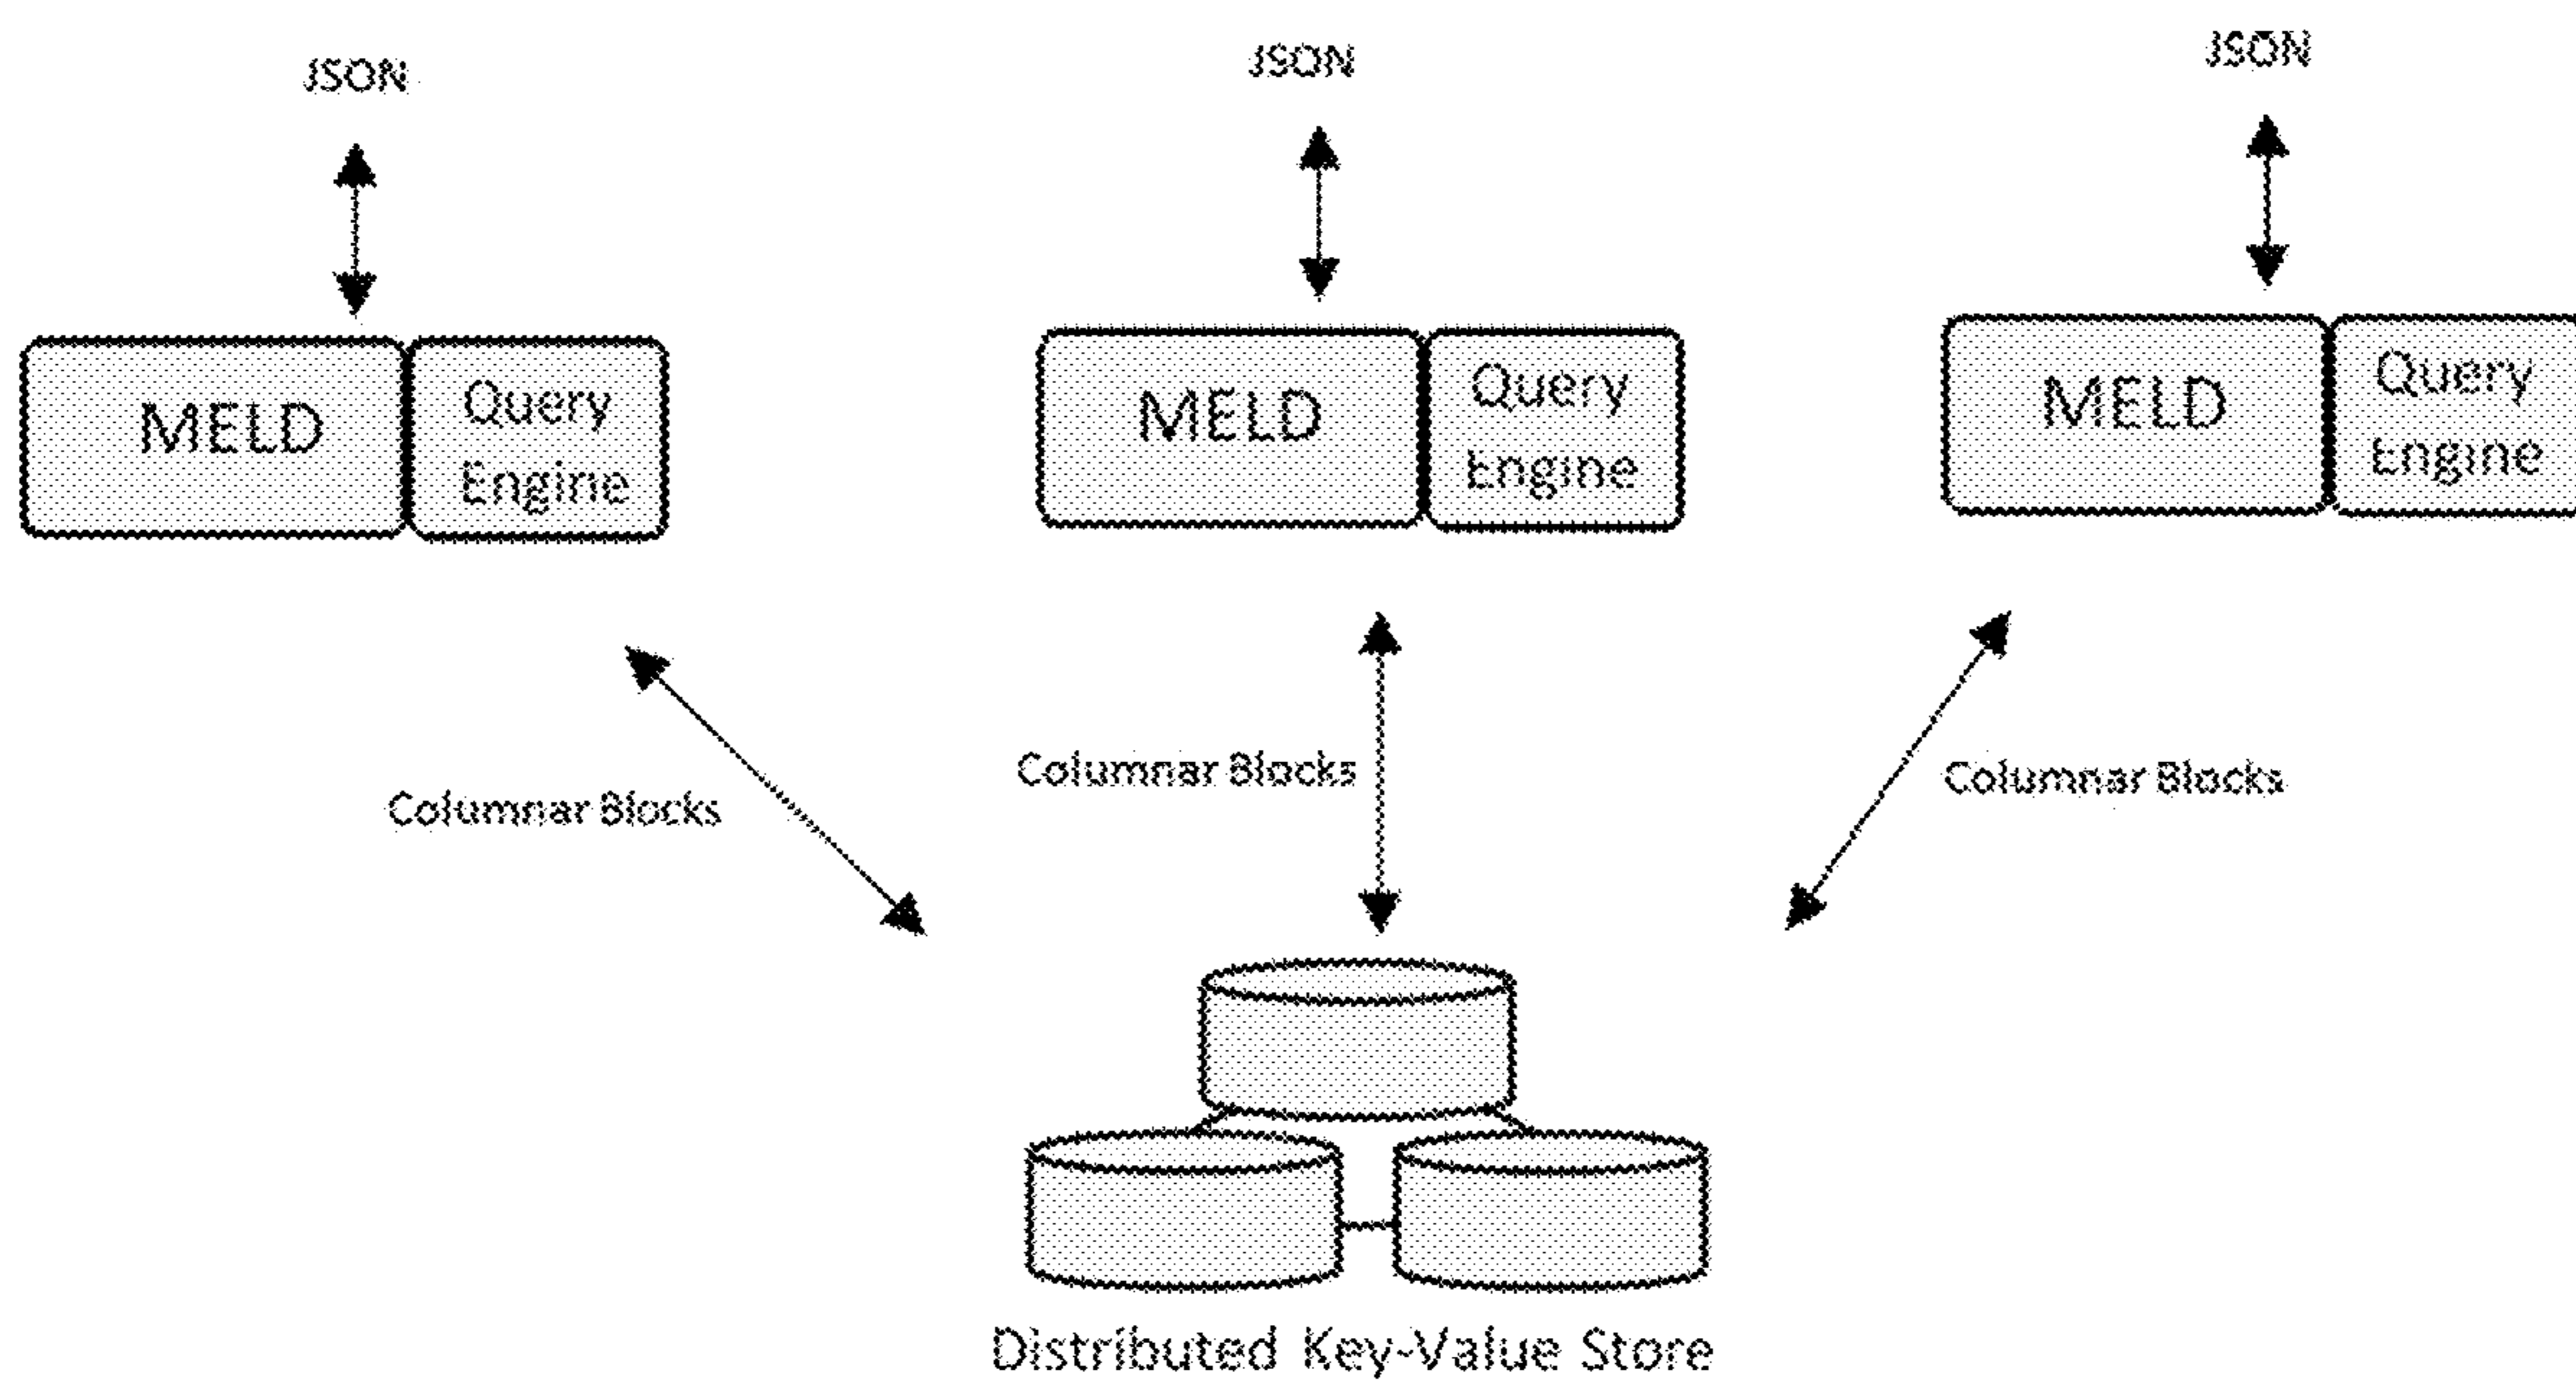 JSON
JSON
JSON
MELD
Query
Engine
MELD
Query
Engine
MELD
Query
Engine
Columnar Blocks
Columnar Blocks
Columnar Blocks
Distributed Key-Value Store